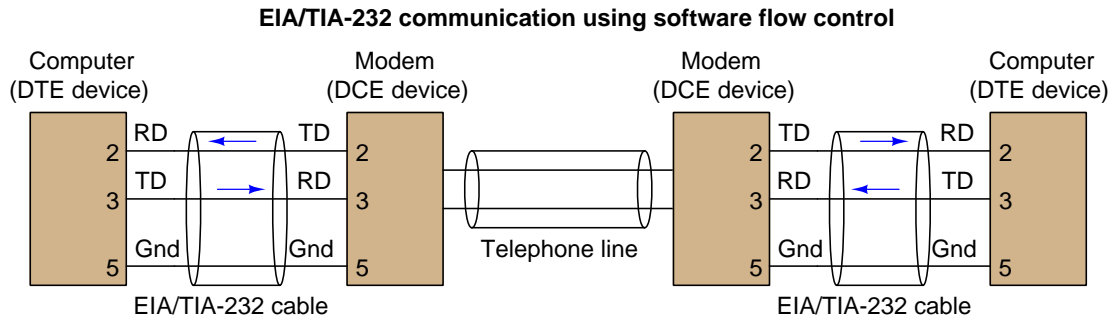 EIA/TIA-232 communication using software flow control
Computer
(DTE device)
Modem
(DCE device)
Modem
(DCE device)
Computer
(DTE device)
RD TD TD RD
2 2 2 2
TD RD RD TD
3 3 3 3
Gnd Gnd Gnd Gnd
5 5 5 5
Telephone line
EIA/TIA-232 cable EIA/TIA-232 cable